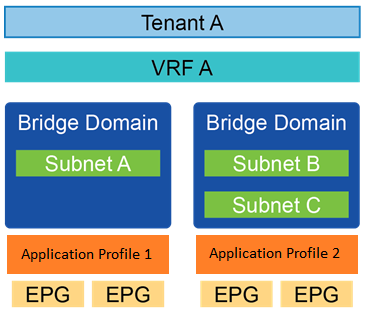 Tenant A
VRF A
Bridge Domain
Subnet A
Bridge Domain
Subnet B
Subnet C
Application Profile 1
Application Profile 2
EPG EPG
EPG EPG